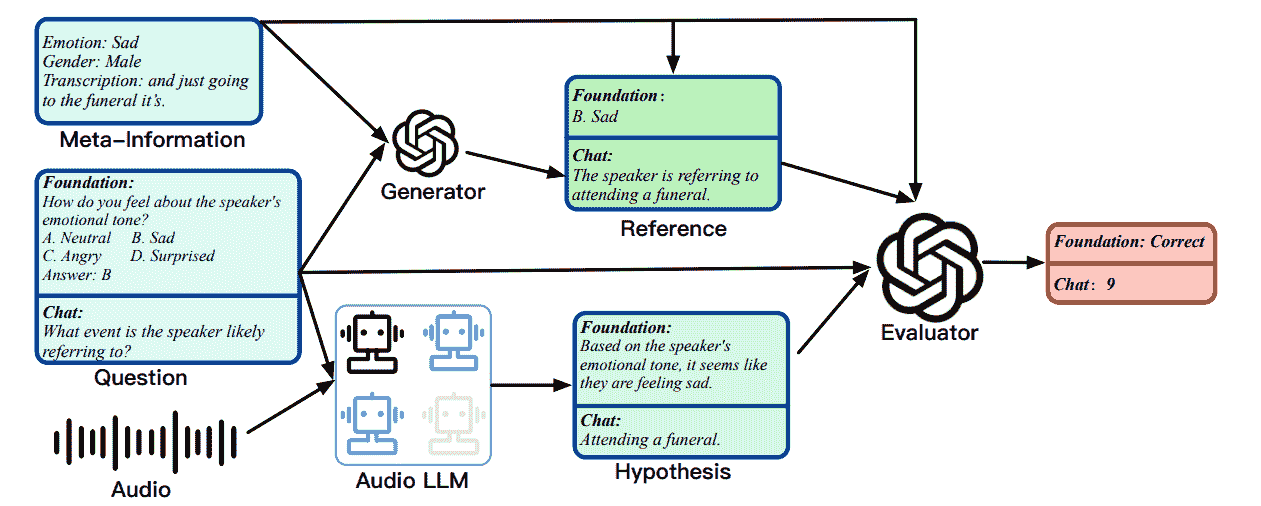 Emotion: Sad
Gender: Male
Transcription: and just going
to the funeral it's.
Meta-Information
Foundation:
How do you feel about the speaker's
emotional tone?
A. Neutral B. Sad
C. Angry D. Surprised
Answer: B
Chat:
What event is the speaker likely
referring to?
Question
Audio
Generator
Audio LLM
Foundation:
B. Sad
Chat:
The speaker is referring to
attending a funeral.
Reference
Foundation:
Based on the speaker's
emotional tone, it seems like
they are feeling sad.
Chat:
Attending a funeral.
Hypothesis
Evaluator
Foundation: Correct
Chat: 9